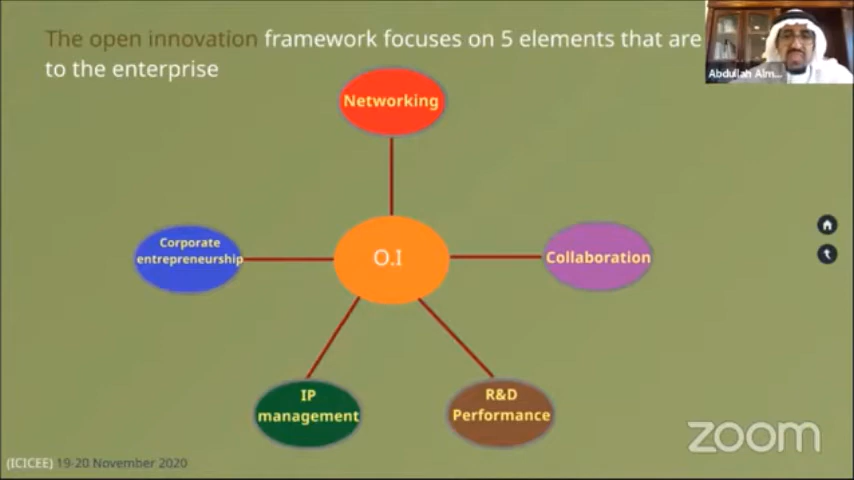 The open innovation framework focuses on 5 elements that are
to the enterprise
Abdullah Alm...
Networking
Corporate
entrepreneurship
O.I
Collaboration
IP
management
R&D
Performance
zoom
(ICICEE) 19-20 November 2020